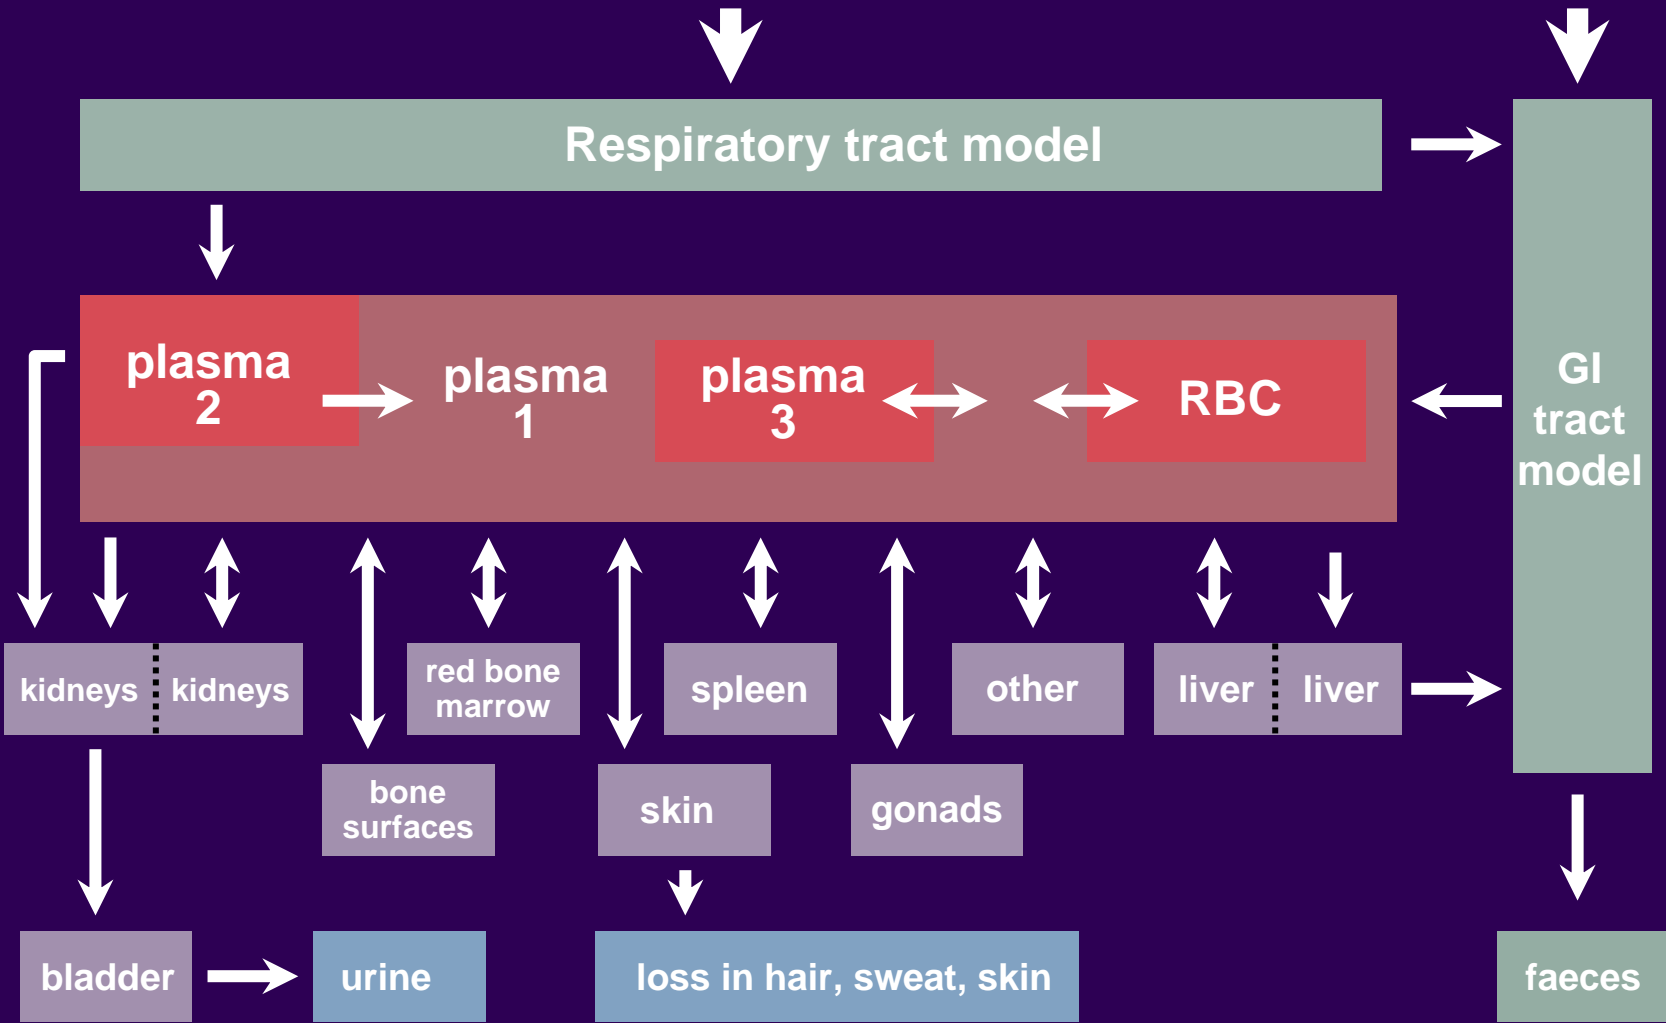 Respiratory tract model
plasma
2
plasma
1
plasma
3
RBC
GI
tract
model
kidneys
kidneys
red bone
marrow
spleen
other
liver
liver
bone
surfaces
skin
gonads
bladder
urine
loss in hair, sweat, skin
faeces